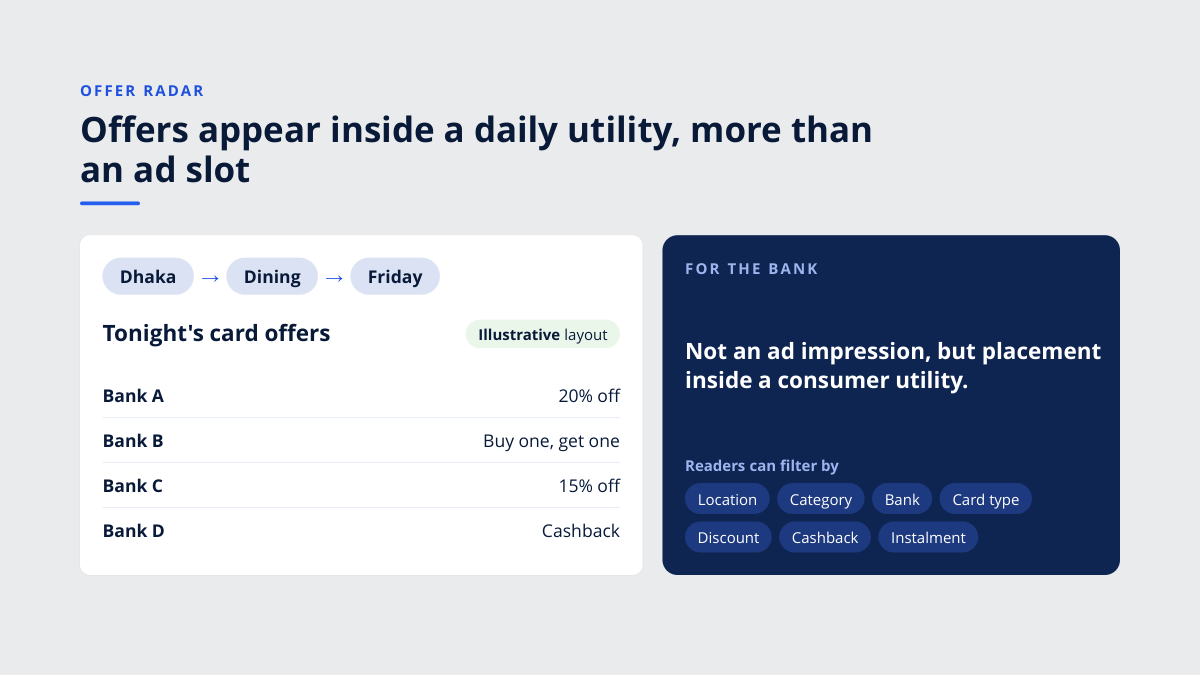 OFFER RADAR
Offers appear inside a daily utility, more than
an ad slot
Dhaka → Dining → Friday
Tonight's card offers
Illustrative layout
Bank A 20% off
Bank B Buy one, get one
Bank C 15% off
Bank D Cashback
FOR THE BANK
Not an ad impression, but placement
inside a consumer utility.
Readers can filter by
Location Category Bank Card type
Discount Cashback Instalment